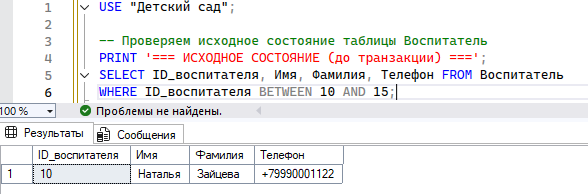 1 USE "Детский сад";
2
3 -- Проверяем исходное состояние таблицы Воспитатель
4 PRINT '=== ИСХОДНОЕ СОСТОЯНИЕ (до транзакции) ===';
5 SELECT ID_воспитателя, Имя, Фамилия, Телефон FROM Воспитатель
6 WHERE ID_воспитателя BETWEEN 10 AND 15;
100 % Проблемы не найдены.
Результаты Сообщения
ID_воспитателя Имя Фамилия Телефон
1 10 Наталья Зайцева +79990001122